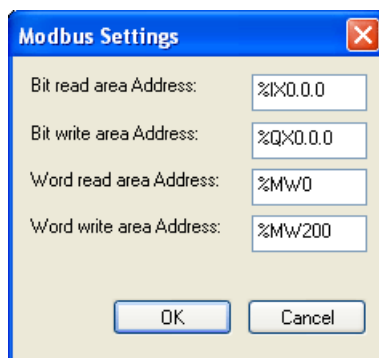 Modbus Settings
Bit read area Address: %IX0.0.0
Bit write area Address: %QX0.0.0
Word read area Address: %MW0
Word write area Address: %MW200
OK Cancel